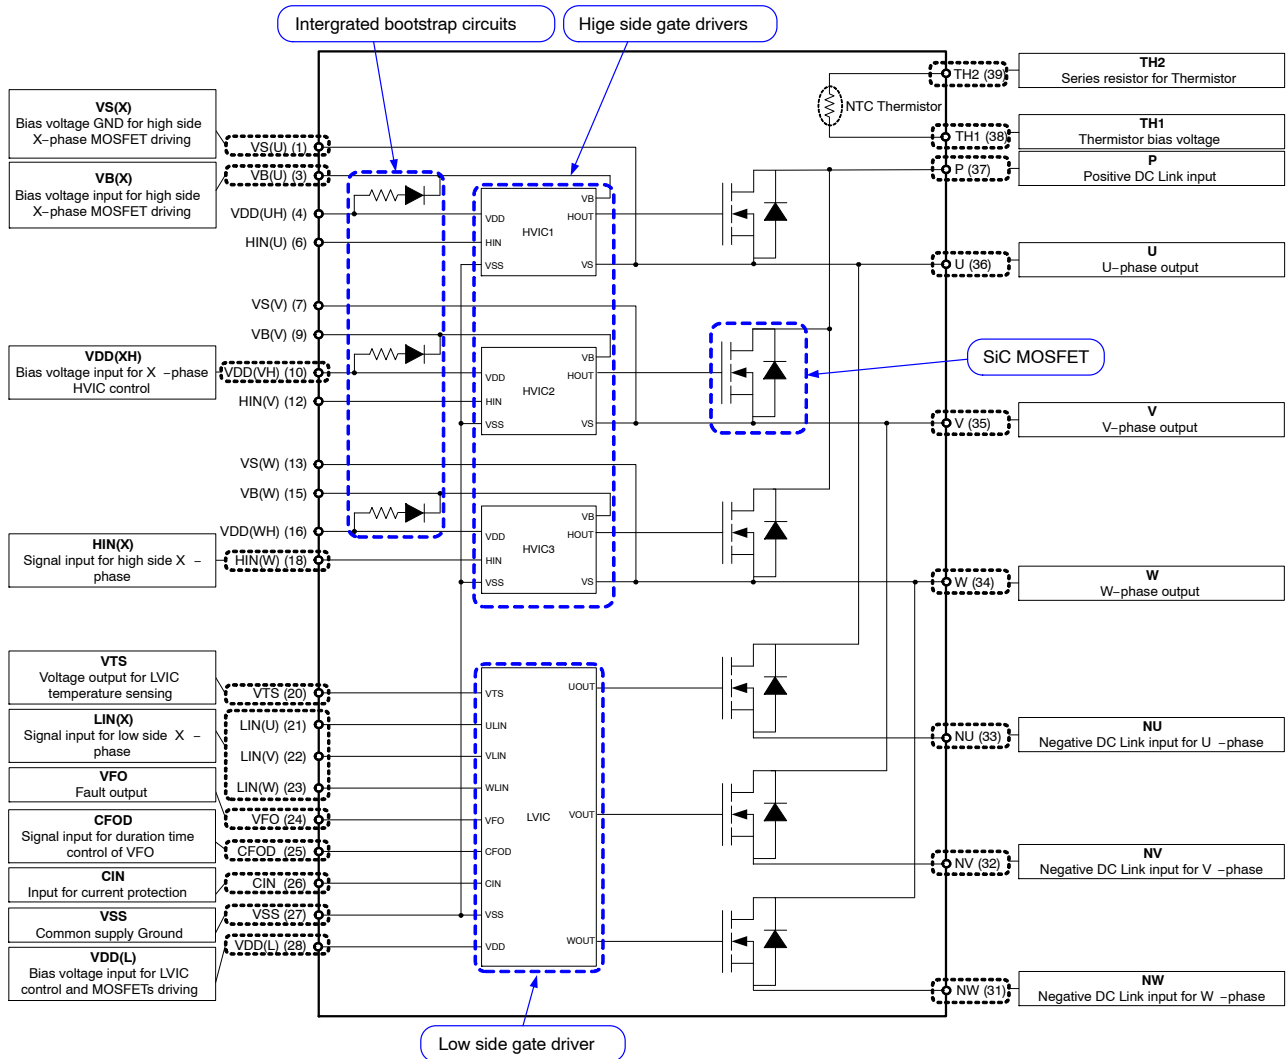 Intergrated bootstrap circuits
Hige side gate drivers
VS(X)
Bias voltage GND for high side
X−phase MOSFET driving
VB(X)
Bias voltage input for high side
X−phase MOSFET driving
VDD(XH)
Bias voltage input for X −phase
HVIC control
HIN(X)
Signal input for high side X −
phase
VTS
Voltage output for LVIC
temperature sensing
LIN(X)
Signal input for low side X −
phase
VFO
Fault output
CFOD
Signal input for duration time
control of VFO
CIN
Input for current protection
VSS
Common supply Ground
VDD(L)
Bias voltage input for LVIC
control and MOSFETs driving
VS(U) (1)
VB(U) (3)
VDD(UH) (4)
HIN(U) (6)
VS(V) (7)
VB(V) (9)
VDD(VH) (10)
HIN(V) (12)
VS(W) (13)
VB(W) (15)
VDD(WH) (16)
HIN(W) (18)
VTS (20)
LIN(U) (21)
LIN(V) (22)
LIN(W) (23)
VFO (24)
CFOD (25)
CIN (26)
VSS (27)
VDD(L) (28)
VB
VDD
HOUT
HVIC1
HIN
VSS
VS
VB
VDD
HOUT
HVIC2
HIN
VSS
VS
VB
VDD
HOUT
HVIC3
HIN
VSS
VS
VTS
UOUT
ULIN
VLIN
WLIN
VFO
LVIC
VOUT
CFOD
CIN
VSS
VDD
WOUT
NTC Thermistor
SiC MOSFET
Low side gate driver
TH2 (39)
TH1 (38)
P (37)
U (36)
V (35)
W (34)
NU (33)
NV (32)
NW (31)
TH2
Series resistor for Thermistor
TH1
Thermistor bias voltage
P
Positive DC Link input
U
U−phase output
V
V−phase output
W
W−phase output
NU
Negative DC Link input for U −phase
NV
Negative DC Link input for V −phase
NW
Negative DC Link input for W −phase